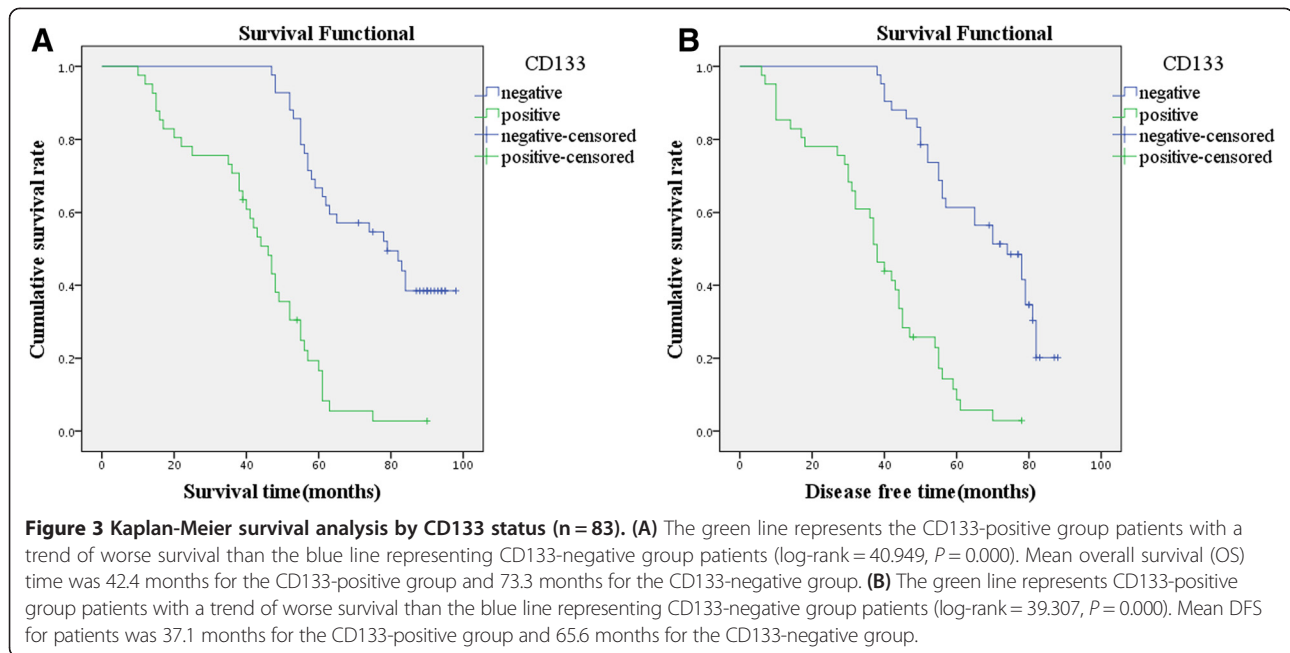 A
Survival Functional
CD133
negative
positive
negative-censored
positive-censored
Cumulative survival rate
1.0
0.8
0.6
0.4
0.2
0.0
0 20 40 60 80 100
Survival time(months)
B
Survival Functional
CD133
negative
positive
negative-censored
positive-censored
Cumulative survival rate
1.0
0.8
0.6
0.4
0.2
0.0
0 20 40 60 80 100
Disease free time(months)
Figure 3 Kaplan-Meier survival analysis by CD133 status (n = 83). (A) The green line represents the CD133-positive group patients with a
trend of worse survival than the blue line representing CD133-negative group patients (log-rank = 40.949, P = 0.000). Mean overall survival (OS)
time was 42.4 months for the CD133-positive group and 73.3 months for the CD133-negative group. (B) The green line represents CD133-positive
group patients with a trend of worse survival than the blue line representing CD133-negative group patients (log-rank = 39.307, P = 0.000). Mean DFS
for patients was 37.1 months for the CD133-positive group and 65.6 months for the CD133-negative group.